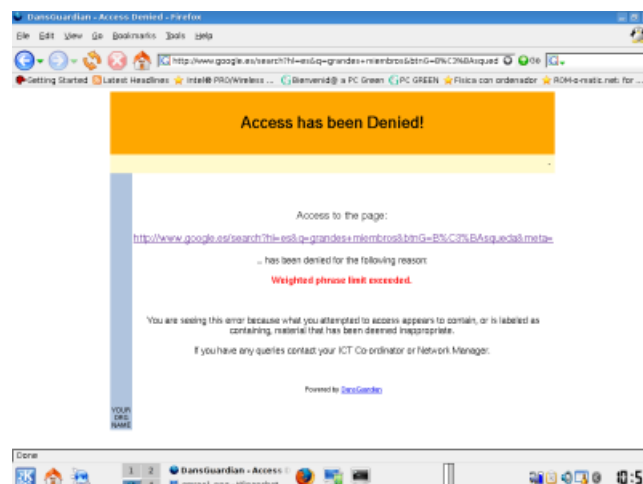 DansGuardian - Access Denied - Firefox
File Edit View Go Bookmarks Tools Help
http://www.google.es/search?hl=es&q=grandes+miembros&btnG=B%C3%BAsqued
Getting Started Latest Headlines Intel® PRO/Wireless ... Bienvenid@ a PC Green PC GREEN Fisica con ordenador ROM-o-matic.net: for ...
Access has been Denied!
Access to the page:
http://www.google.es/search?hl=es&q=grandes+miembros&btnG=B%C3%BAsqueda&meta=
... has been denied for the following reason:
Weighted phrase limit exceeded.
You are seeing this error because what you attempted to access appears to contain, or is labeled as
containing, material that has been deemed inappropriate.
If you have any queries contact your ICT Co-ordinator or Network Manager.
Powered by DansGuardian
YOUR
ORG
NAME
Done
1 2
DansGuardian - Access